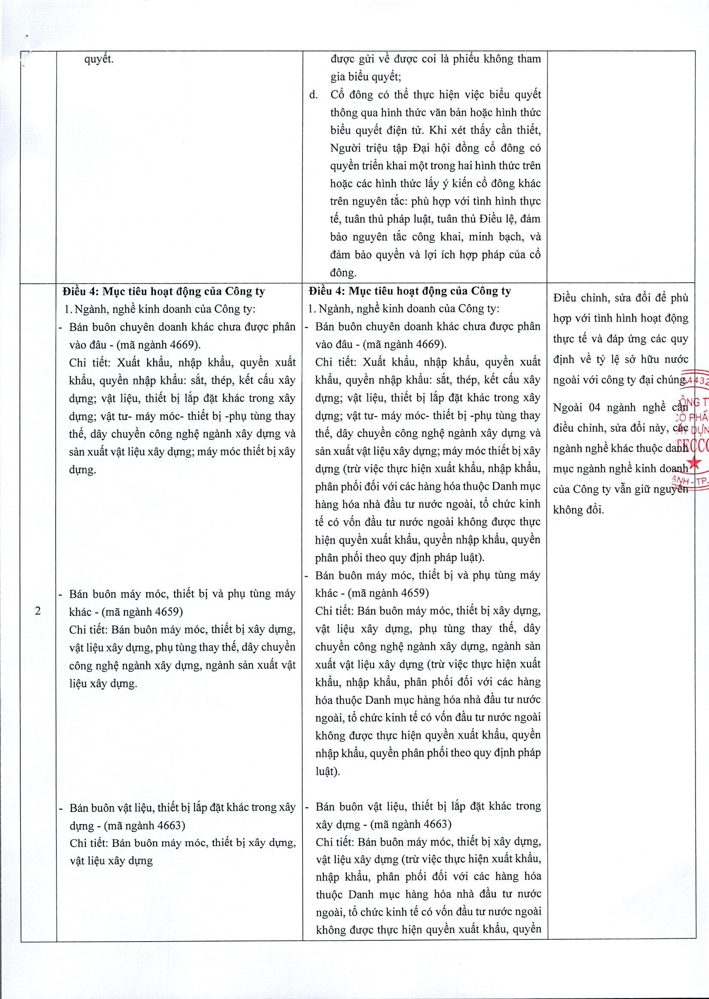 quyết.
được gửi về được coi là phiếu không tham
gia biểu quyết;
d. Cổ đông có thể thực hiện việc biểu quyết
thông qua hình thức văn bản hoặc hình thức
biểu quyết điện tử. Khi xét thấy cần thiết,
Người triệu tập Đại hội đồng cổ đông có
quyền triển khai một trong hai hình thức trên
hoặc các hình thức lấy ý kiến cổ đông khác
trên nguyên tắc: phù hợp với tình hình thực
tế, tuân thủ pháp luật, tuân thủ Điều lệ, đảm
bảo nguyên tắc công khai, minh bạch, và
đảm bảo quyền và lợi ích hợp pháp của cổ
đông.
2
Điều 4: Mục tiêu hoạt động của Công ty
1. Ngành, nghề kinh doanh của Công ty:
- Bán buôn chuyên doanh khác chưa được phân
vào đâu - (mã ngành 4669).
Chi tiết: Xuất khẩu, nhập khẩu, quyền xuất
khẩu, quyền nhập khẩu: sắt, thép, kết cấu xây
dựng; vật liệu, thiết bị lắp đặt khác trong xây
dựng; vật tư- máy móc- thiết bị -phụ tùng thay
thế, dây chuyền công nghệ ngành xây dựng và
sản xuất vật liệu xây dựng; máy móc thiết bị xây
dựng.
- Bán buôn máy móc, thiết bị và phụ tùng máy
khác - (mã ngành 4659)
Chi tiết: Bán buôn máy móc, thiết bị xây dựng,
vật liệu xây dựng, phụ tùng thay thế, dây chuyền
công nghệ ngành xây dựng, ngành sản xuất vật
liệu xây dựng.
- Bán buôn vật liệu, thiết bị lắp đặt khác trong xây
dựng - (mã ngành 4663)
Chi tiết: Bán buôn máy móc, thiết bị xây dựng,
vật liệu xây dựng
Điều 4: Mục tiêu hoạt động của Công ty
1. Ngành, nghề kinh doanh của Công ty:
- Bán buôn chuyên doanh khác chưa được phân
vào đâu - (mã ngành 4669).
Chi tiết: Xuất khẩu, nhập khẩu, quyền xuất
khẩu, quyền nhập khẩu: sắt, thép, kết cấu xây
dựng; vật liệu, thiết bị lắp đặt khác trong xây
dựng; vật tư- máy móc- thiết bị -phụ tùng thay
thế, dây chuyền công nghệ ngành xây dựng và
sản xuất vật liệu xây dựng; máy móc thiết bị xây
dựng (trừ việc thực hiện xuất khẩu, nhập khẩu,
phân phối đối với các hàng hóa thuộc Danh mục
hàng hóa nhà đầu tư nước ngoài, tổ chức kinh
tế có vốn đầu tư nước ngoài không được thực
hiện quyền xuất khẩu, quyền nhập khẩu, quyền
phân phối theo quy định pháp luật).
- Bán buôn máy móc, thiết bị và phụ tùng máy
khác - (mã ngành 4659)
Chi tiết: Bán buôn máy móc, thiết bị xây dựng,
vật liệu xây dựng, phụ tùng thay thế, dây
chuyền công nghệ ngành xây dựng, ngành sản
xuất vật liệu xây dựng (trừ việc thực hiện xuất
khẩu, nhập khẩu, phân phối đối với các hàng
hóa thuộc Danh mục hàng hóa nhà đầu tư nước
ngoài, tổ chức kinh tế có vốn đầu tư nước ngoài
không được thực hiện quyền xuất khẩu, quyền
nhập khẩu, quyền phân phối theo quy định pháp
luật).
- Bán buôn vật liệu, thiết bị lắp đặt khác trong
xây dựng - (mã ngành 4663)
Chi tiết: Bán buôn máy móc, thiết bị xây dựng,
vật liệu xây dựng (trừ việc thực hiện xuất khẩu,
nhập khẩu, phân phối đối với các hàng hóa
thuộc Danh mục hàng hóa nhà đầu tư nước
ngoài, tổ chức kinh tế có vốn đầu tư nước ngoài
không được thực hiện quyền xuất khẩu, quyền
Điều chỉnh, sửa đổi để phù
hợp với tình hình hoạt động
thực tế và đáp ứng các quy
định về tỷ lệ sở hữu nước
ngoài với công ty đại chúng.
Ngoài 04 ngành nghề cần
điều chỉnh, sửa đổi này, các
ngành nghề khác thuộc danh
mục ngành nghề kinh doanh
của Công ty vẫn giữ nguyên
không đổi.
4432
ÔNG T
CỔ PHẦ
DỰN
TECC
ANH - TP.